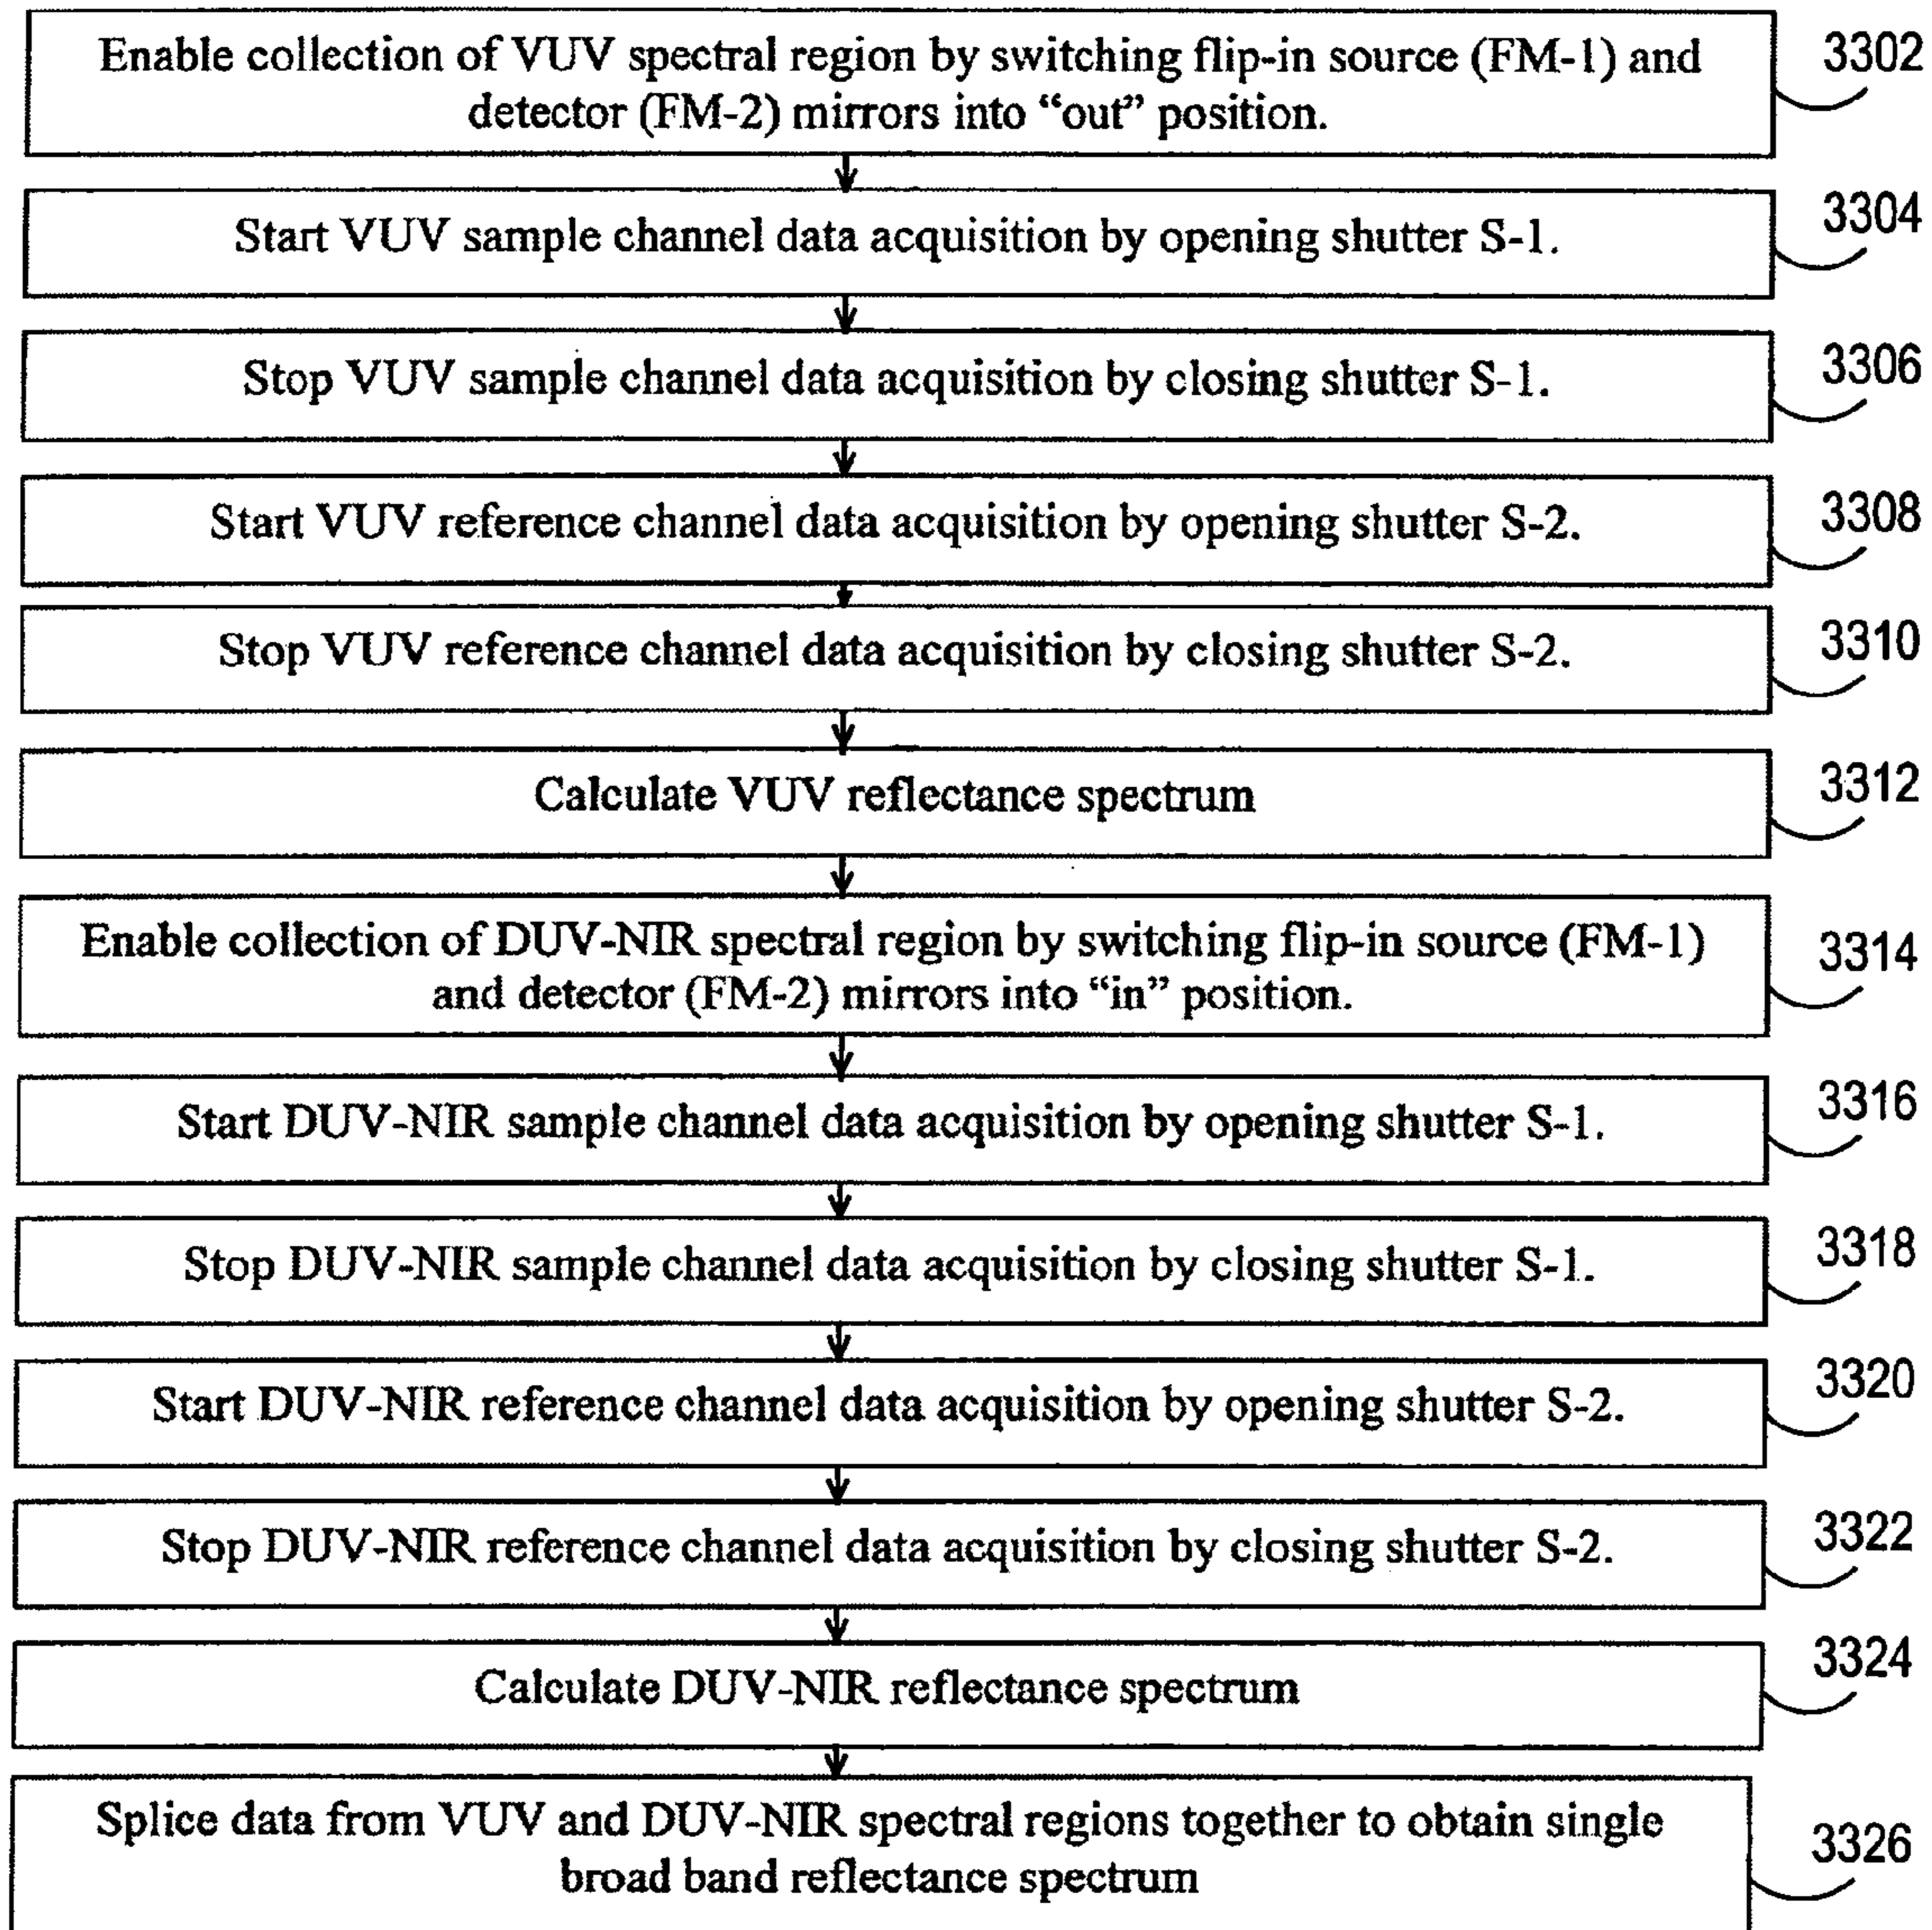 Enable collection of VUV spectral region by switching flip-in source (FM-1) and
detector (FM-2) mirrors into “out” position.
3302
Start VUV sample channel data acquisition by opening shutter S-1.
3304
Stop VUV sample channel data acquisition by closing shutter S-1.
3306
Start VUV reference channel data acquisition by opening shutter S-2.
3308
Stop VUV reference channel data acquisition by closing shutter S-2.
3310
Calculate VUV reflectance spectrum
3312
Enable collection of DUV-NIR spectral region by switching flip-in source (FM-1)
and detector (FM-2) mirrors into “in” position.
3314
Start DUV-NIR sample channel data acquisition by opening shutter S-1.
3316
Stop DUV-NIR sample channel data acquisition by closing shutter S-1.
3318
Start DUV-NIR reference channel data acquisition by opening shutter S-2.
3320
Stop DUV-NIR reference channel data acquisition by closing shutter S-2.
3322
Calculate DUV-NIR reflectance spectrum
3324
Splice data from VUV and DUV-NIR spectral regions together to obtain single
broad band reflectance spectrum
3326